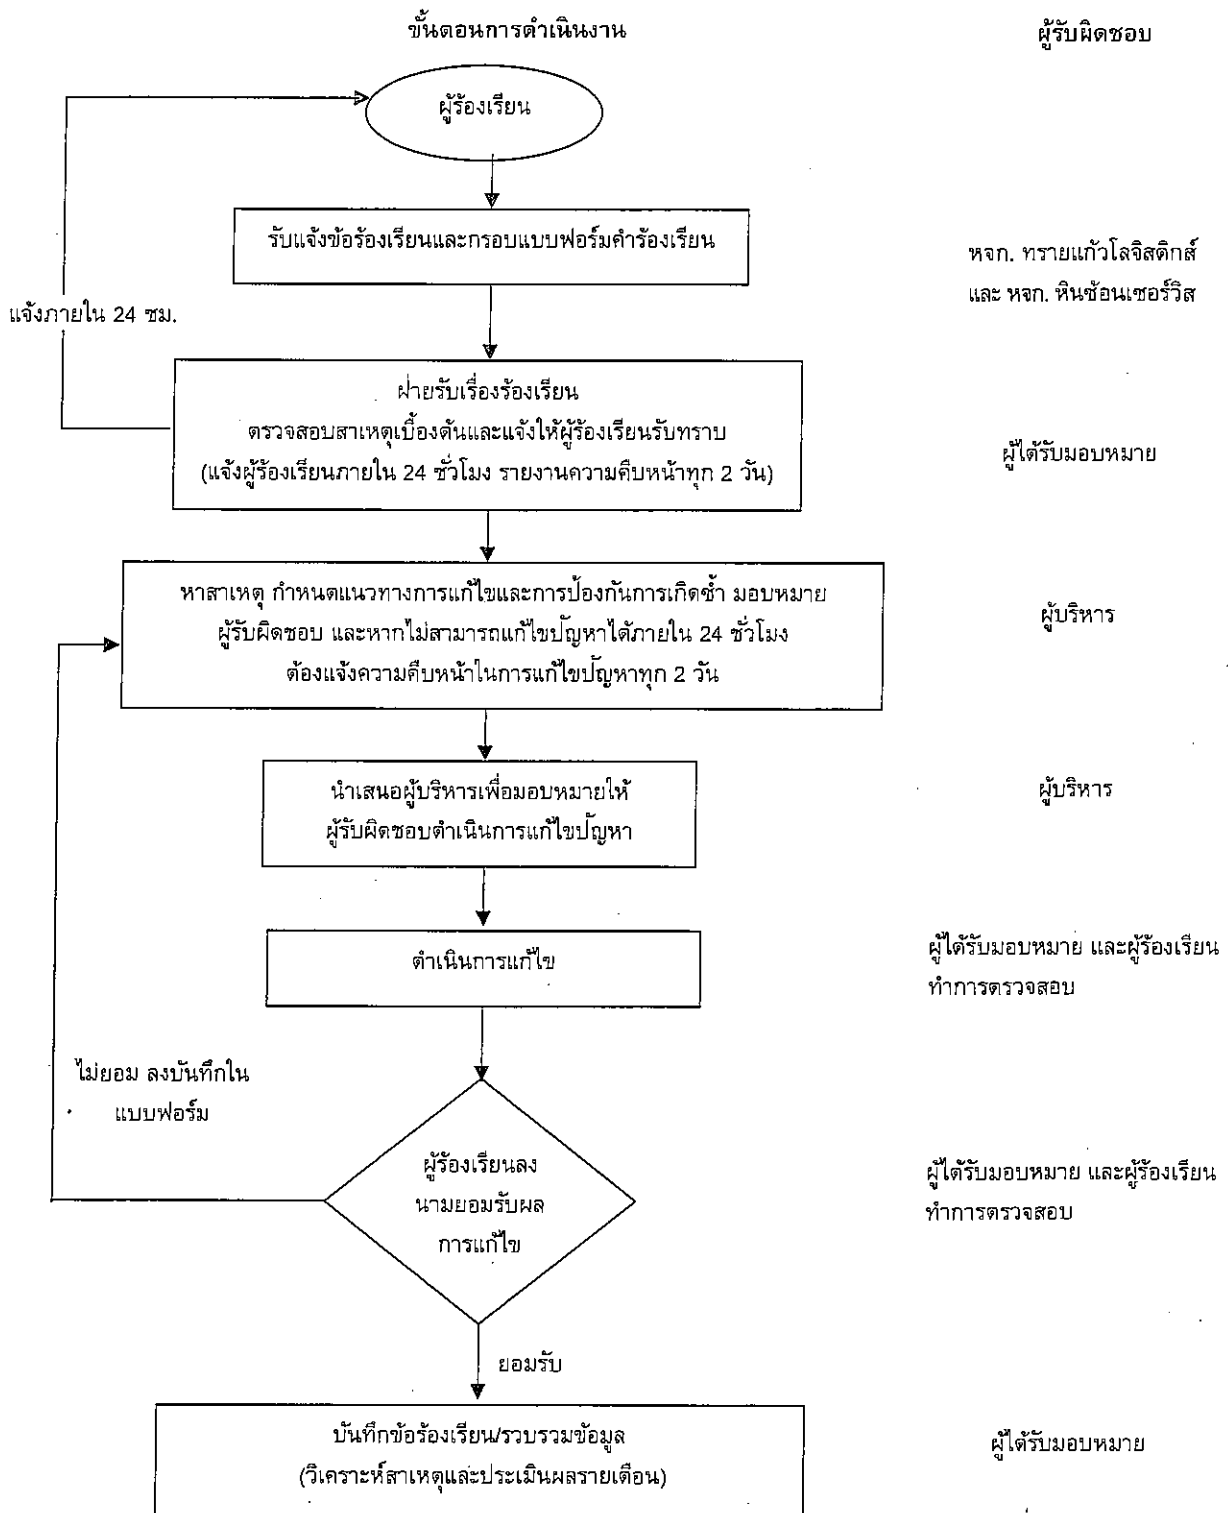 ขั้นตอนการดำเนินงาน
ผู้รับผิดชอบ
ผู้ร้องเรียน
รับแจ้งข้อร้องเรียนและกรอบแบบฟอร์มคำร้องเรียน
หจก. ทรายแก้วโลจิสติกส์
และ หจก. หินซ้อนเซอร์วิส
แจ้งภายใน 24 ชม.
ฝ่ายรับเรื่องร้องเรียน
ตรวจสอบสาเหตุเบื้องต้นและแจ้งให้ผู้ร้องเรียนรับทราบ
(แจ้งผู้ร้องเรียนภายใน 24 ชั่วโมง รายงานความคืบหน้าทุก 2 วัน)
ผู้ได้รับมอบหมาย
หาสาเหตุ กำหนดแนวทางการแก้ไขและการป้องกันการเกิดซ้ำ มอบหมาย
ผู้รับผิดชอบ และหากไม่สามารถแก้ไขปัญหาได้ภายใน 24 ชั่วโมง
ต้องแจ้งความคืบหน้าในการแก้ไขปัญหาทุก 2 วัน
ผู้บริหาร
นำเสนอผู้บริหารเพื่อมอบหมายให้
ผู้รับผิดชอบดำเนินการแก้ไขปัญหา
ผู้บริหาร
ดำเนินการแก้ไข
ผู้ได้รับมอบหมาย และผู้ร้องเรียน
ทำการตรวจสอบ
ไม่ยอม ลงบันทึกใน
แบบฟอร์ม
ผู้ร้องเรียนลง
นามยอมรับผล
การแก้ไข
ผู้ได้รับมอบหมาย และผู้ร้องเรียน
ทำการตรวจสอบ
ยอมรับ
บันทึกข้อร้องเรียน/รวบรวมข้อมูล
(วิเคราะห์สาเหตุและประเมินผลรายเดือน)
ผู้ได้รับมอบหมาย